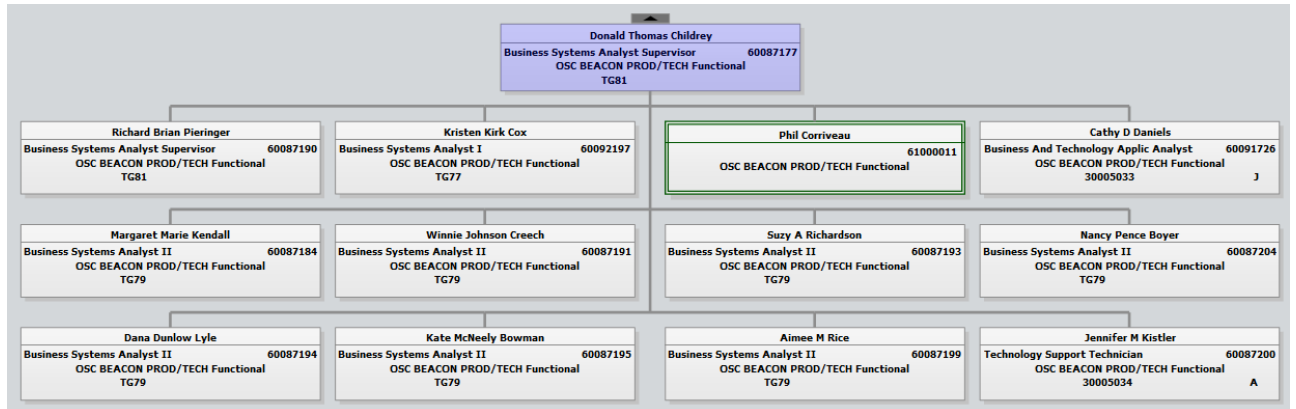 Donald Thomas Childrey
Business Systems Analyst Supervisor 60087177
OSC BEACON PROD/TECH Functional
TG81
Richard Brian Pieringer
Business Systems Analyst Supervisor 60087190
OSC BEACON PROD/TECH Functional
TG81
Kristen Kirk Cox
Business Systems Analyst I 60092197
OSC BEACON PROD/TECH Functional
TG77
Phil Corriveau
61000011
OSC BEACON PROD/TECH Functional
Cathy D Daniels
Business And Technology Applic Analyst 60091726
OSC BEACON PROD/TECH Functional
30005033 J
Margaret Marie Kendall
Business Systems Analyst II 60087184
OSC BEACON PROD/TECH Functional
TG79
Winnie Johnson Creech
Business Systems Analyst II 60087191
OSC BEACON PROD/TECH Functional
TG79
Suzy A Richardson
Business Systems Analyst II 60087193
OSC BEACON PROD/TECH Functional
TG79
Nancy Pence Boyer
Business Systems Analyst II 60087204
OSC BEACON PROD/TECH Functional
TG79
Dana Dunlow Lyle
Business Systems Analyst II 60087194
OSC BEACON PROD/TECH Functional
TG79
Kate McNeely Bowman
Business Systems Analyst II 60087195
OSC BEACON PROD/TECH Functional
TG79
Aimee M Rice
Business Systems Analyst II 60087199
OSC BEACON PROD/TECH Functional
TG79
Jennifer M Kistler
Technology Support Technician 60087200
OSC BEACON PROD/TECH Functional
30005034 A